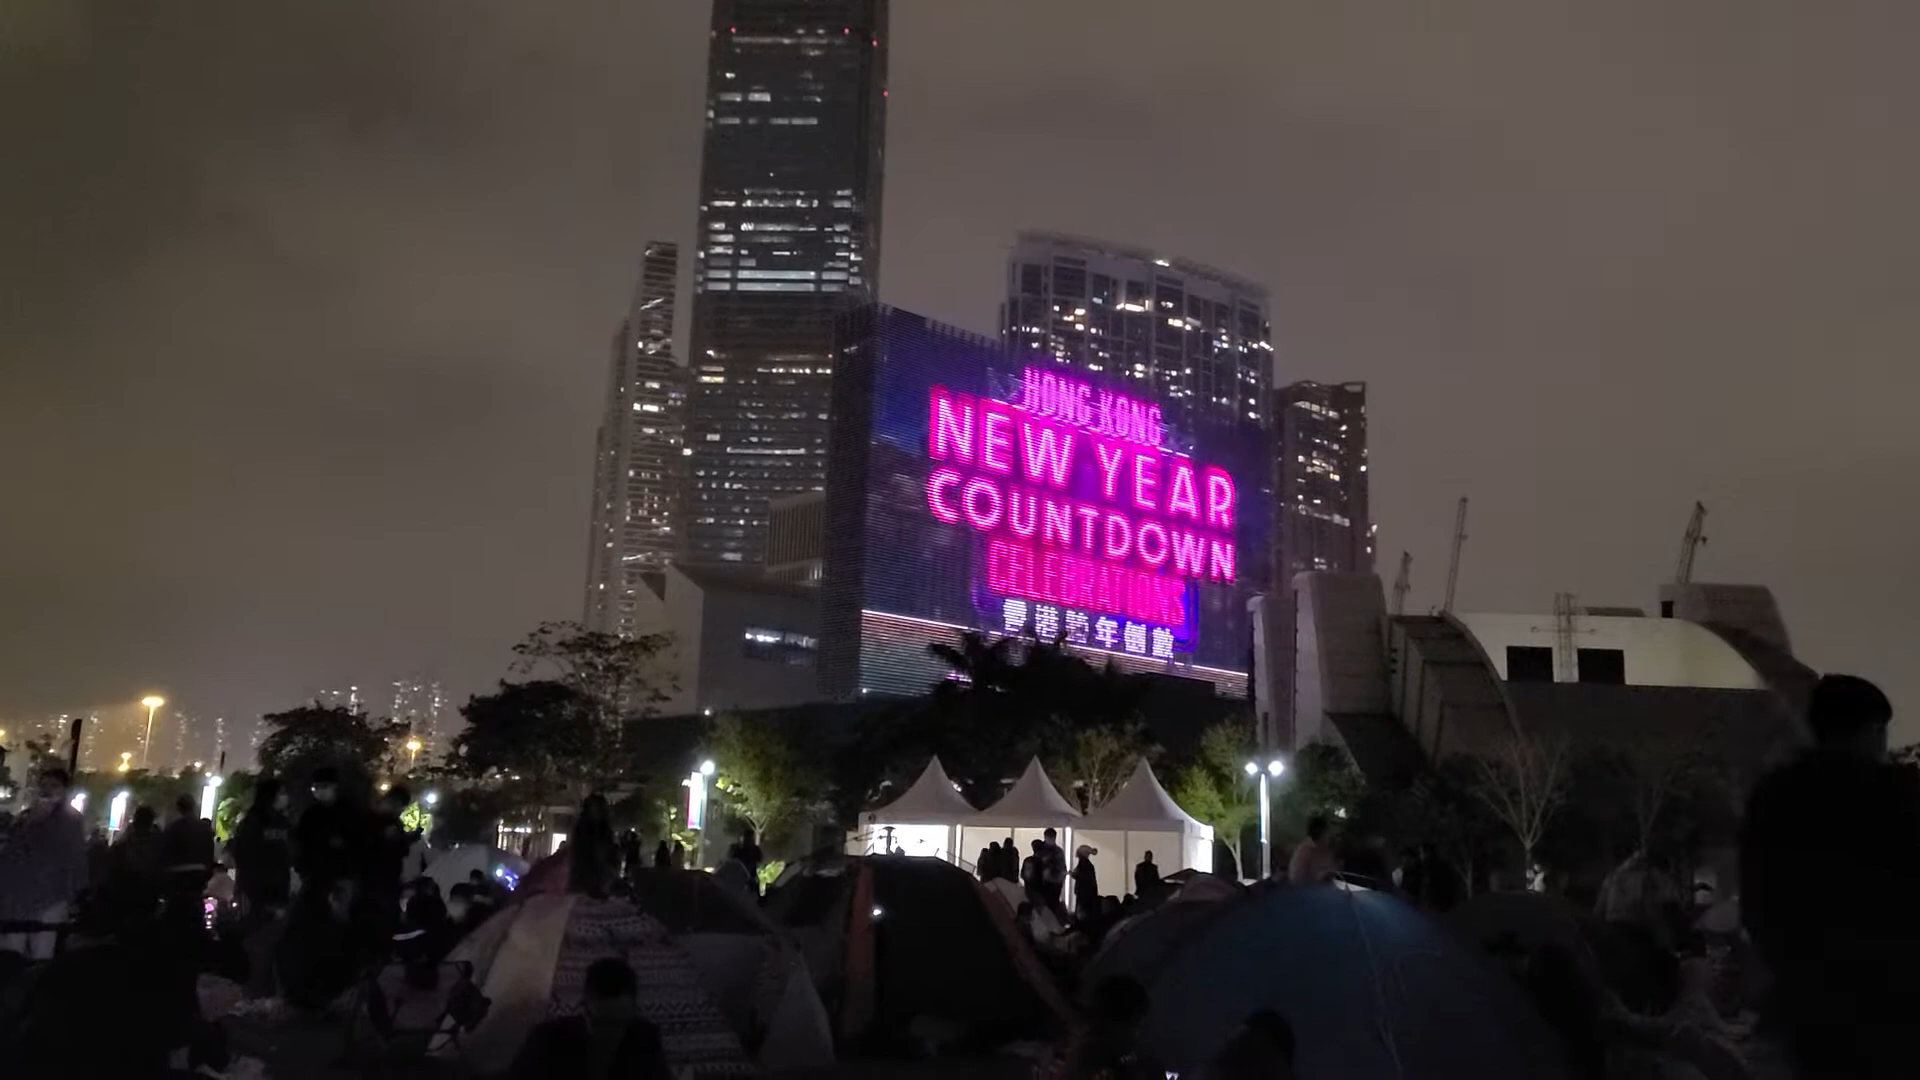 HONG KONG
NEW YEAR
COUNTDOWN
CELEBRATIONS
香港跨年倒數